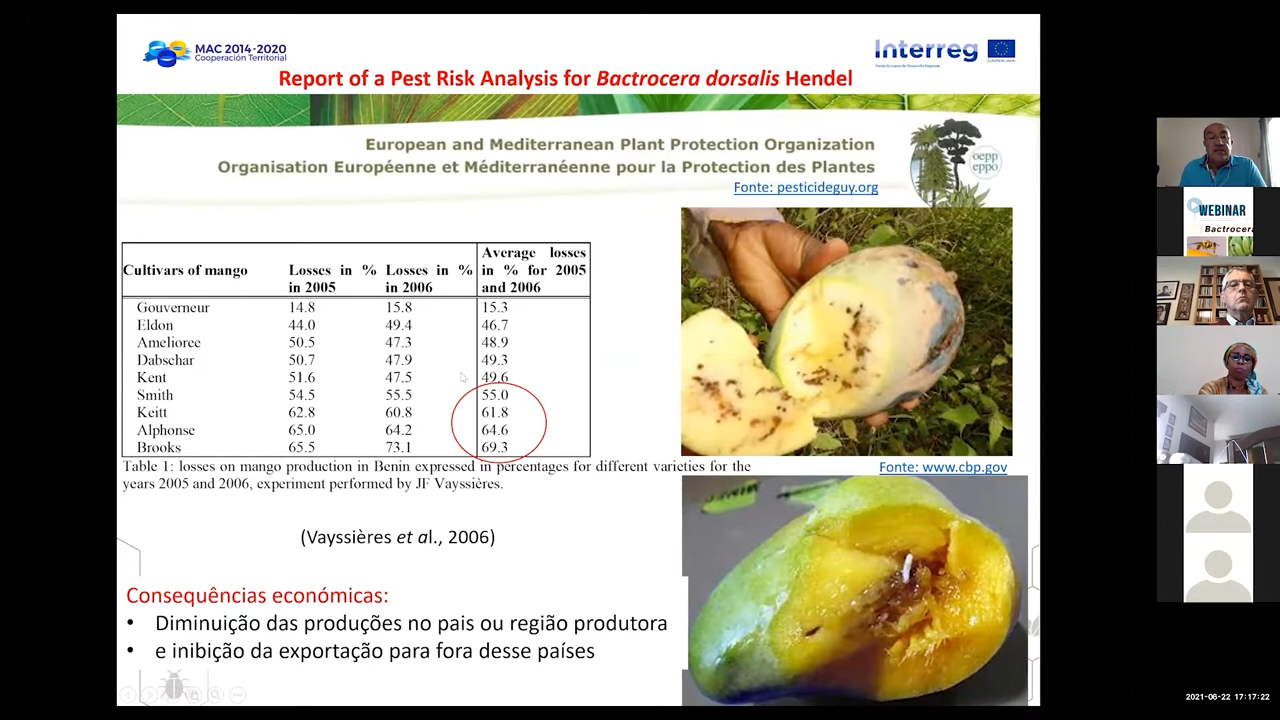 MAC 2014-2020
Cooperación Territorial
Interreg
Report of a Pest Risk Analysis for Bactrocera dorsalis Hendel
European and Mediterranean Plant Protection Organization
Organisation Européenne et Méditerranéenne pour la Protection des Plantes
oepp
eppo
Fonte: pesticideguy.org
Cultivars of mango Losses in % in 2005 Losses in % in 2006 Average losses in % for 2005 and 2006
Gouverneur 14.8 15.8 15.3
Eldon 44.0 49.4 46.7
Amelioree 50.5 47.3 48.9
Dabschar 50.7 47.9 49.3
Kent 51.6 47.5 49.6
Smith 54.5 55.5 55.0
Keitt 62.8 60.8 61.8
Alphonse 65.0 64.2 64.6
Brooks 65.5 73.1 69.3
Table 1: losses on mango production in Benin expressed in percentages for different varieties for the
years 2005 and 2006, experiment performed by JF Vayssières.
Fonte: www.cbp.gov
(Vayssières et al., 2006)
Consequências económicas:
• Diminuição das produções no pais ou região produtora
• e inibição da exportação para fora desse países
WEBINAR
Bactrocera
2021-06-22 17:17:22